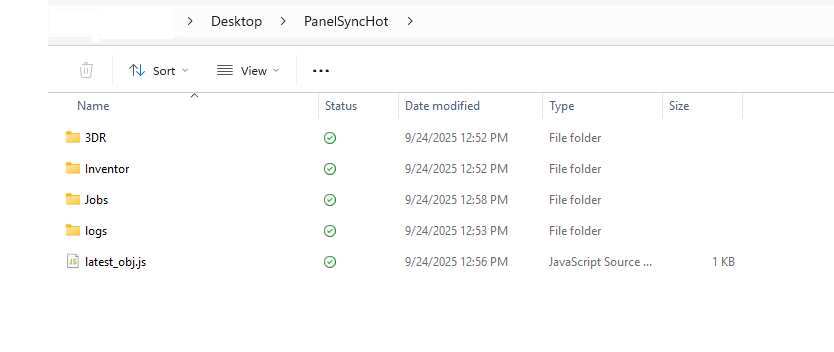 Desktop > PanelSyncHot >
Sort View ...
Name Status Date modified Type Size
3DR 9/24/2025 12:52 PM File folder
Inventor 9/24/2025 12:52 PM File folder
Jobs 9/24/2025 12:58 PM File folder
logs 9/24/2025 12:53 PM File folder
JS latest_obj.js 9/24/2025 12:56 PM JavaScript Source ... 1 KB